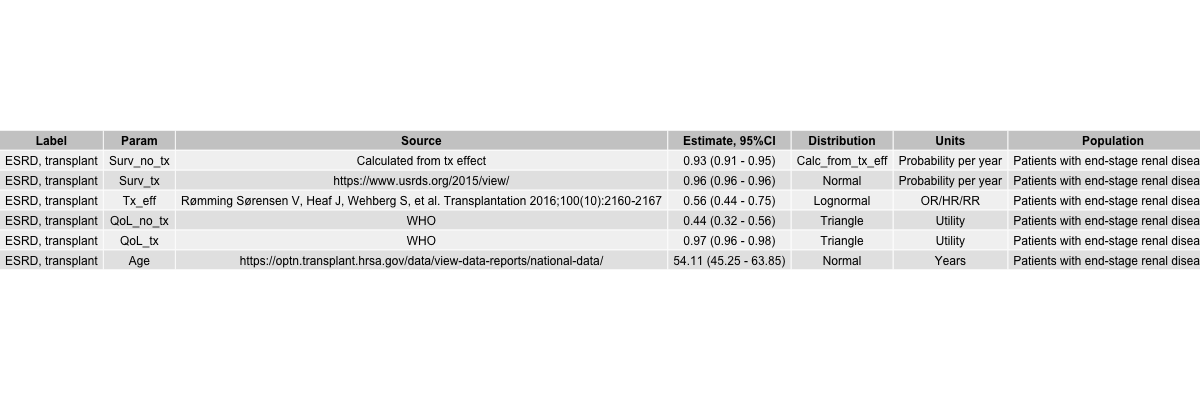 Label Param Source Estimate, 95%CI Distribution Units Population
ESRD, transplant Surv_no_tx Calculated from tx effect 0.93 (0.91 - 0.95) Calc_from_tx_eff Probability per year Patients with end-stage renal disea
ESRD, transplant Surv_tx https://www.usrds.org/2015/view/ 0.96 (0.96 - 0.96) Normal Probability per year Patients with end-stage renal disea
ESRD, transplant Tx_eff Rømming Sørensen V, Heaf J, Wehberg S, et al. Transplantation 2016;100(10):2160-2167 0.56 (0.44 - 0.75) Lognormal OR/HR/RR Patients with end-stage renal disea
ESRD, transplant QoL_no_tx WHO 0.44 (0.32 - 0.56) Triangle Utility Patients with end-stage renal disea
ESRD, transplant QoL_tx WHO 0.97 (0.96 - 0.98) Triangle Utility Patients with end-stage renal disea
ESRD, transplant Age https://optn.transplant.hrsa.gov/data/view-data-reports/national-data/ 54.11 (45.25 - 63.85) Normal Years Patients with end-stage renal disea